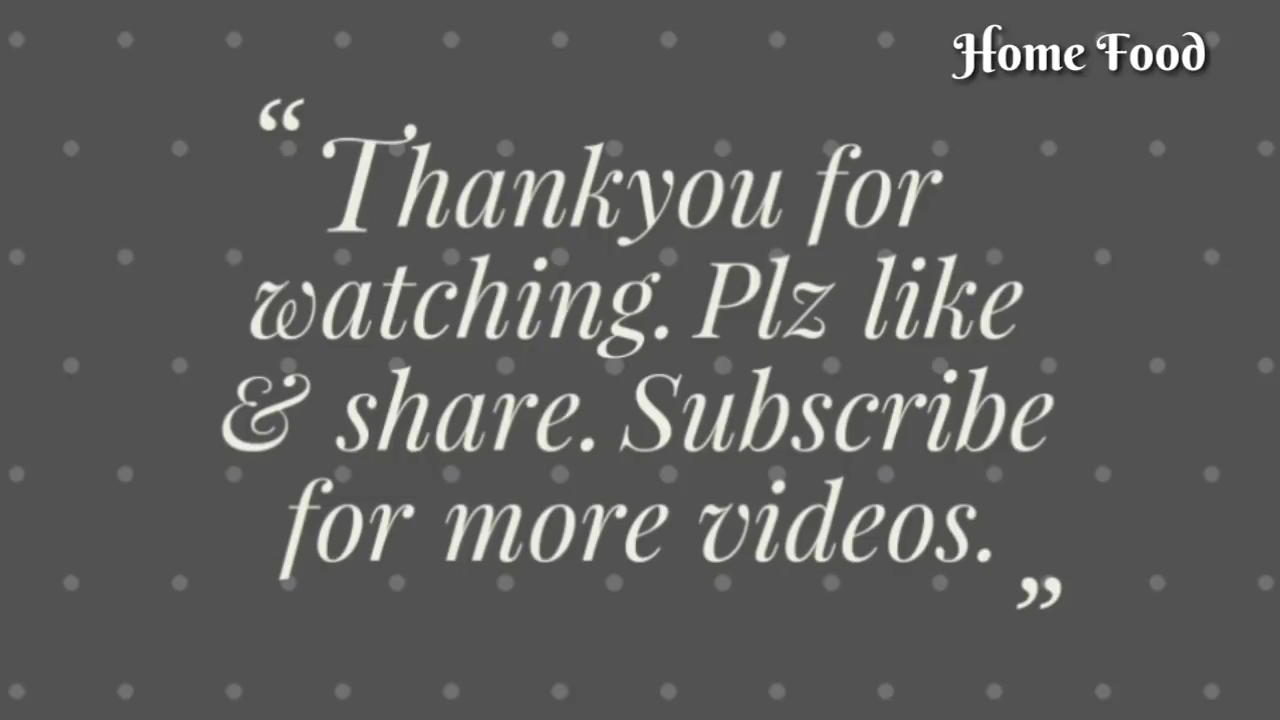 Home Food
“Thankyou for
watching. Plz like
& share. Subscribe
for more videos.”